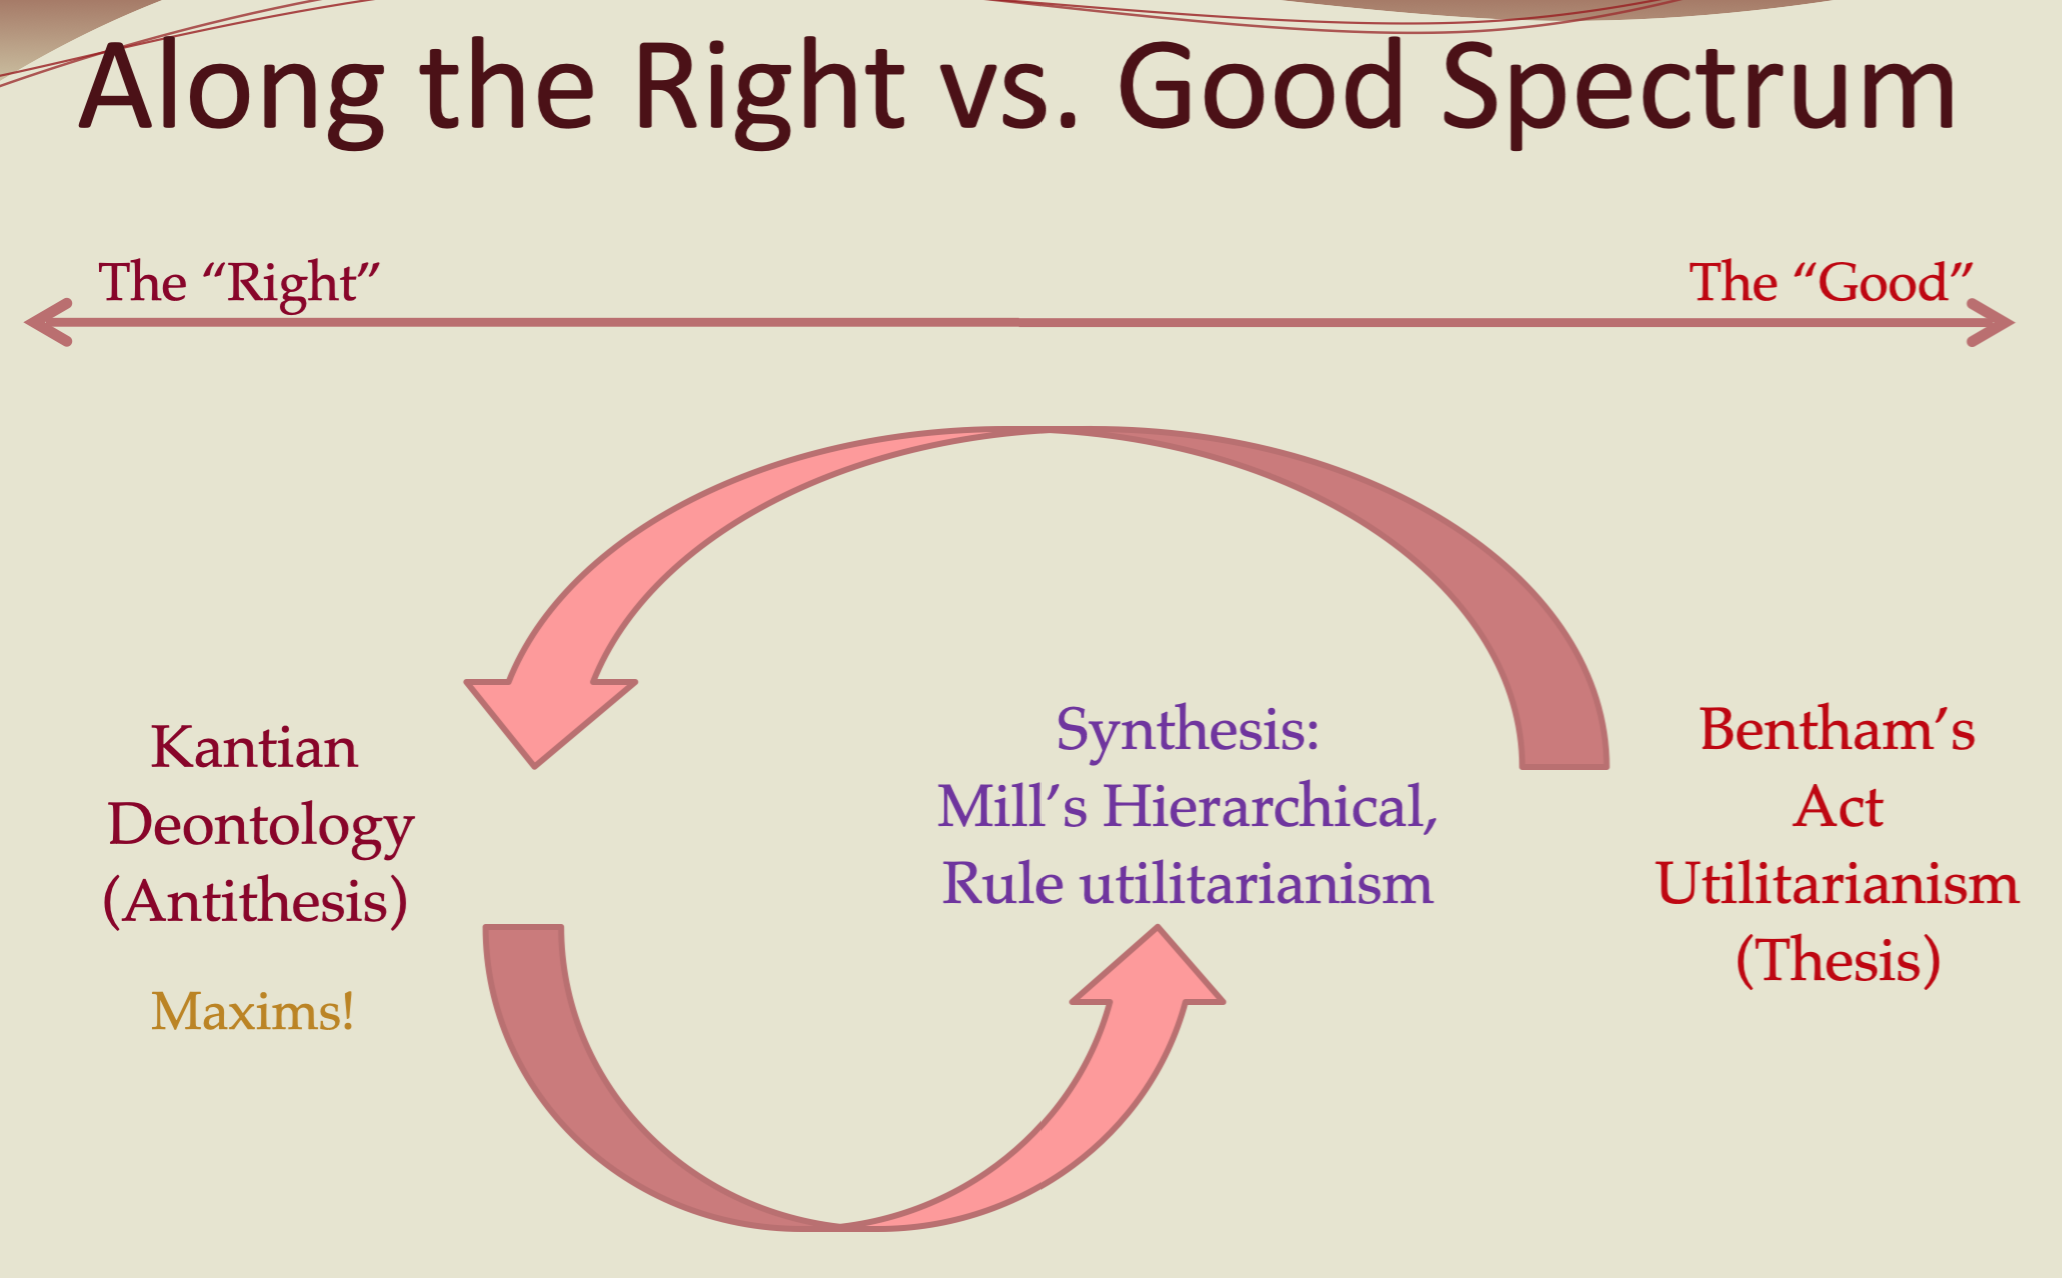 Along the Right vs. Good Spectrum
The “Right”
The “Good”
Kantian
Deontology
(Antithesis)
Maxims!
Synthesis:
Mill’s Hierarchical,
Rule utilitarianism
Bentham’s
Act
Utilitarianism
(Thesis)